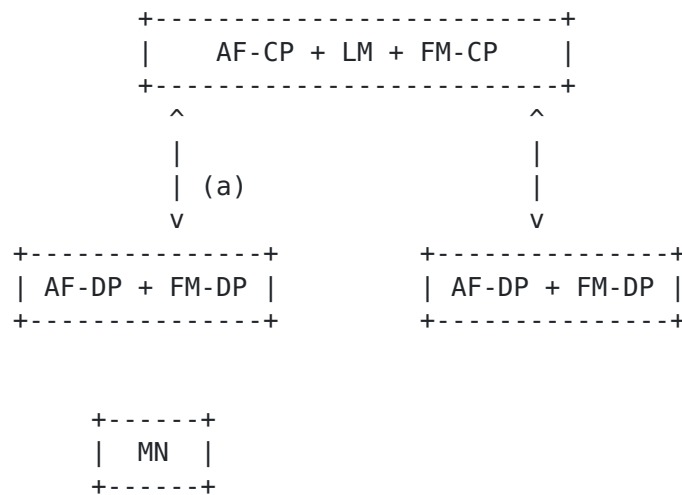 AF-CP + LM + FM-CP
(a)
AF-DP + FM-DP AF-DP + FM-DP
MN